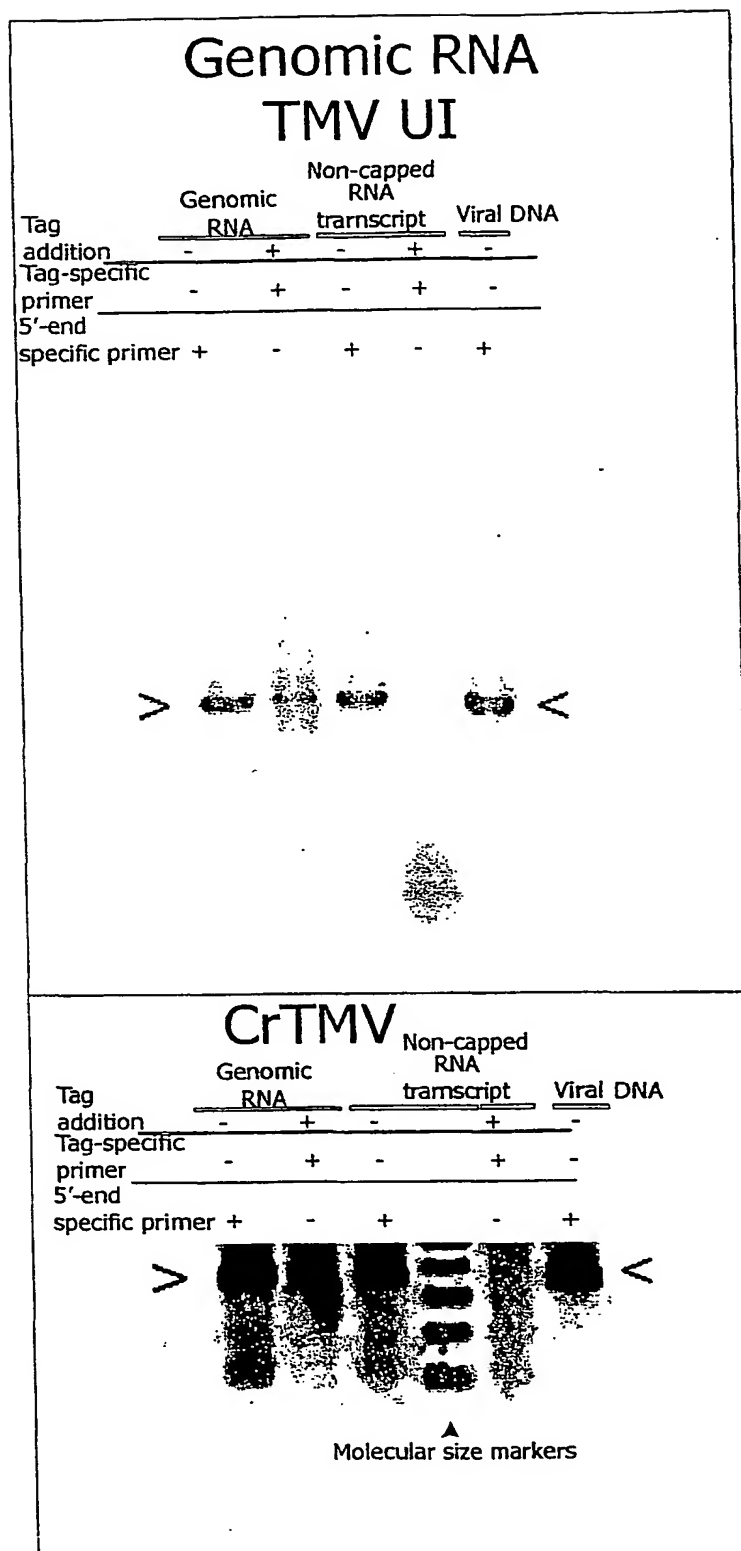 Genomic RNA
TMV UI
Non-capped
Genomic RNA
Tag RNA tramscript Viral DNA
addition - + - + -
Tag-specific
primer - + - + -
5'-end
specific primer + - + - +
> <
CrTMV
Non-capped
Genomic RNA
Tag RNA tramscript Viral DNA
addition - + - + -
Tag-specific
primer - + - + -
5'-end
specific primer + - + - +
> <
Molecular size markers